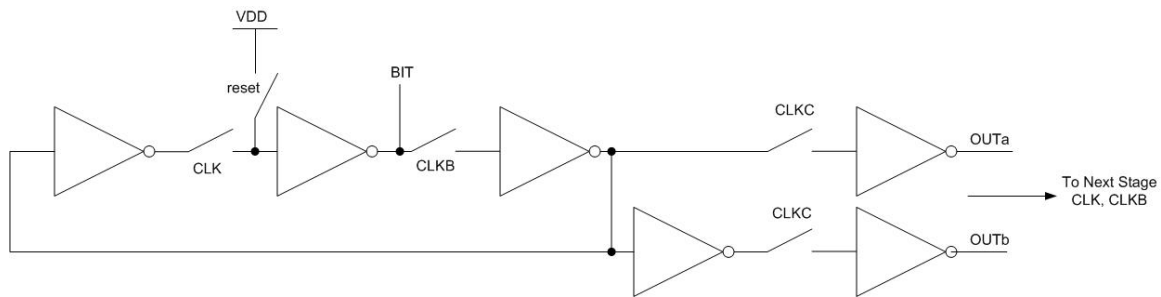 VDD
reset
BIT
CLK
CLKB
CLKC
OUTa
To Next Stage
CLK, CLKB
CLKC
OUTb